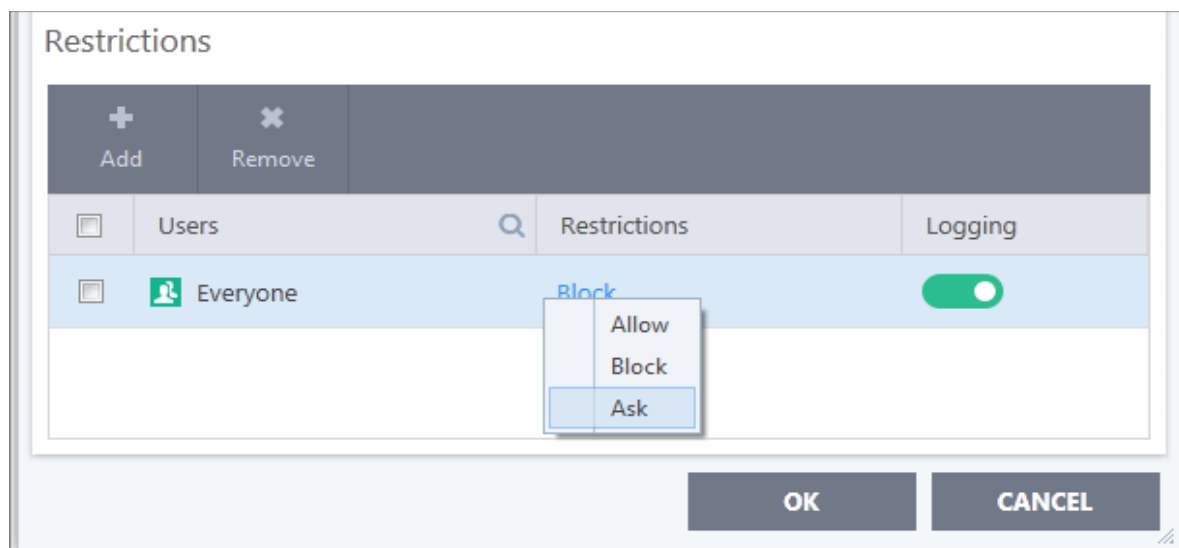 Restrictions
Add Remove
Users Restrictions Logging
Everyone Block
Allow
Block
Ask
OK CANCEL